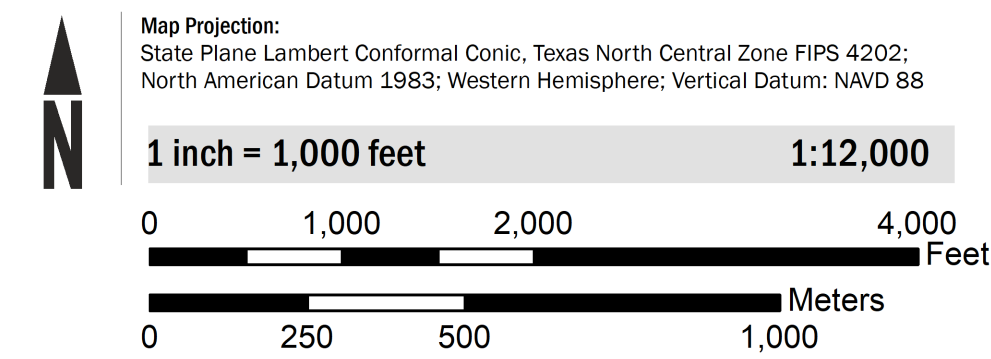 N
Map Projection:
State Plane Lambert Conformal Conic, Texas North Central Zone FIPS 4202;
North American Datum 1983; Western Hemisphere; Vertical Datum: NAVD 88
1 inch = 1,000 feet 1:12,000
0 1,000 2,000 4,000
Feet
Meters
0 250 500 1,000